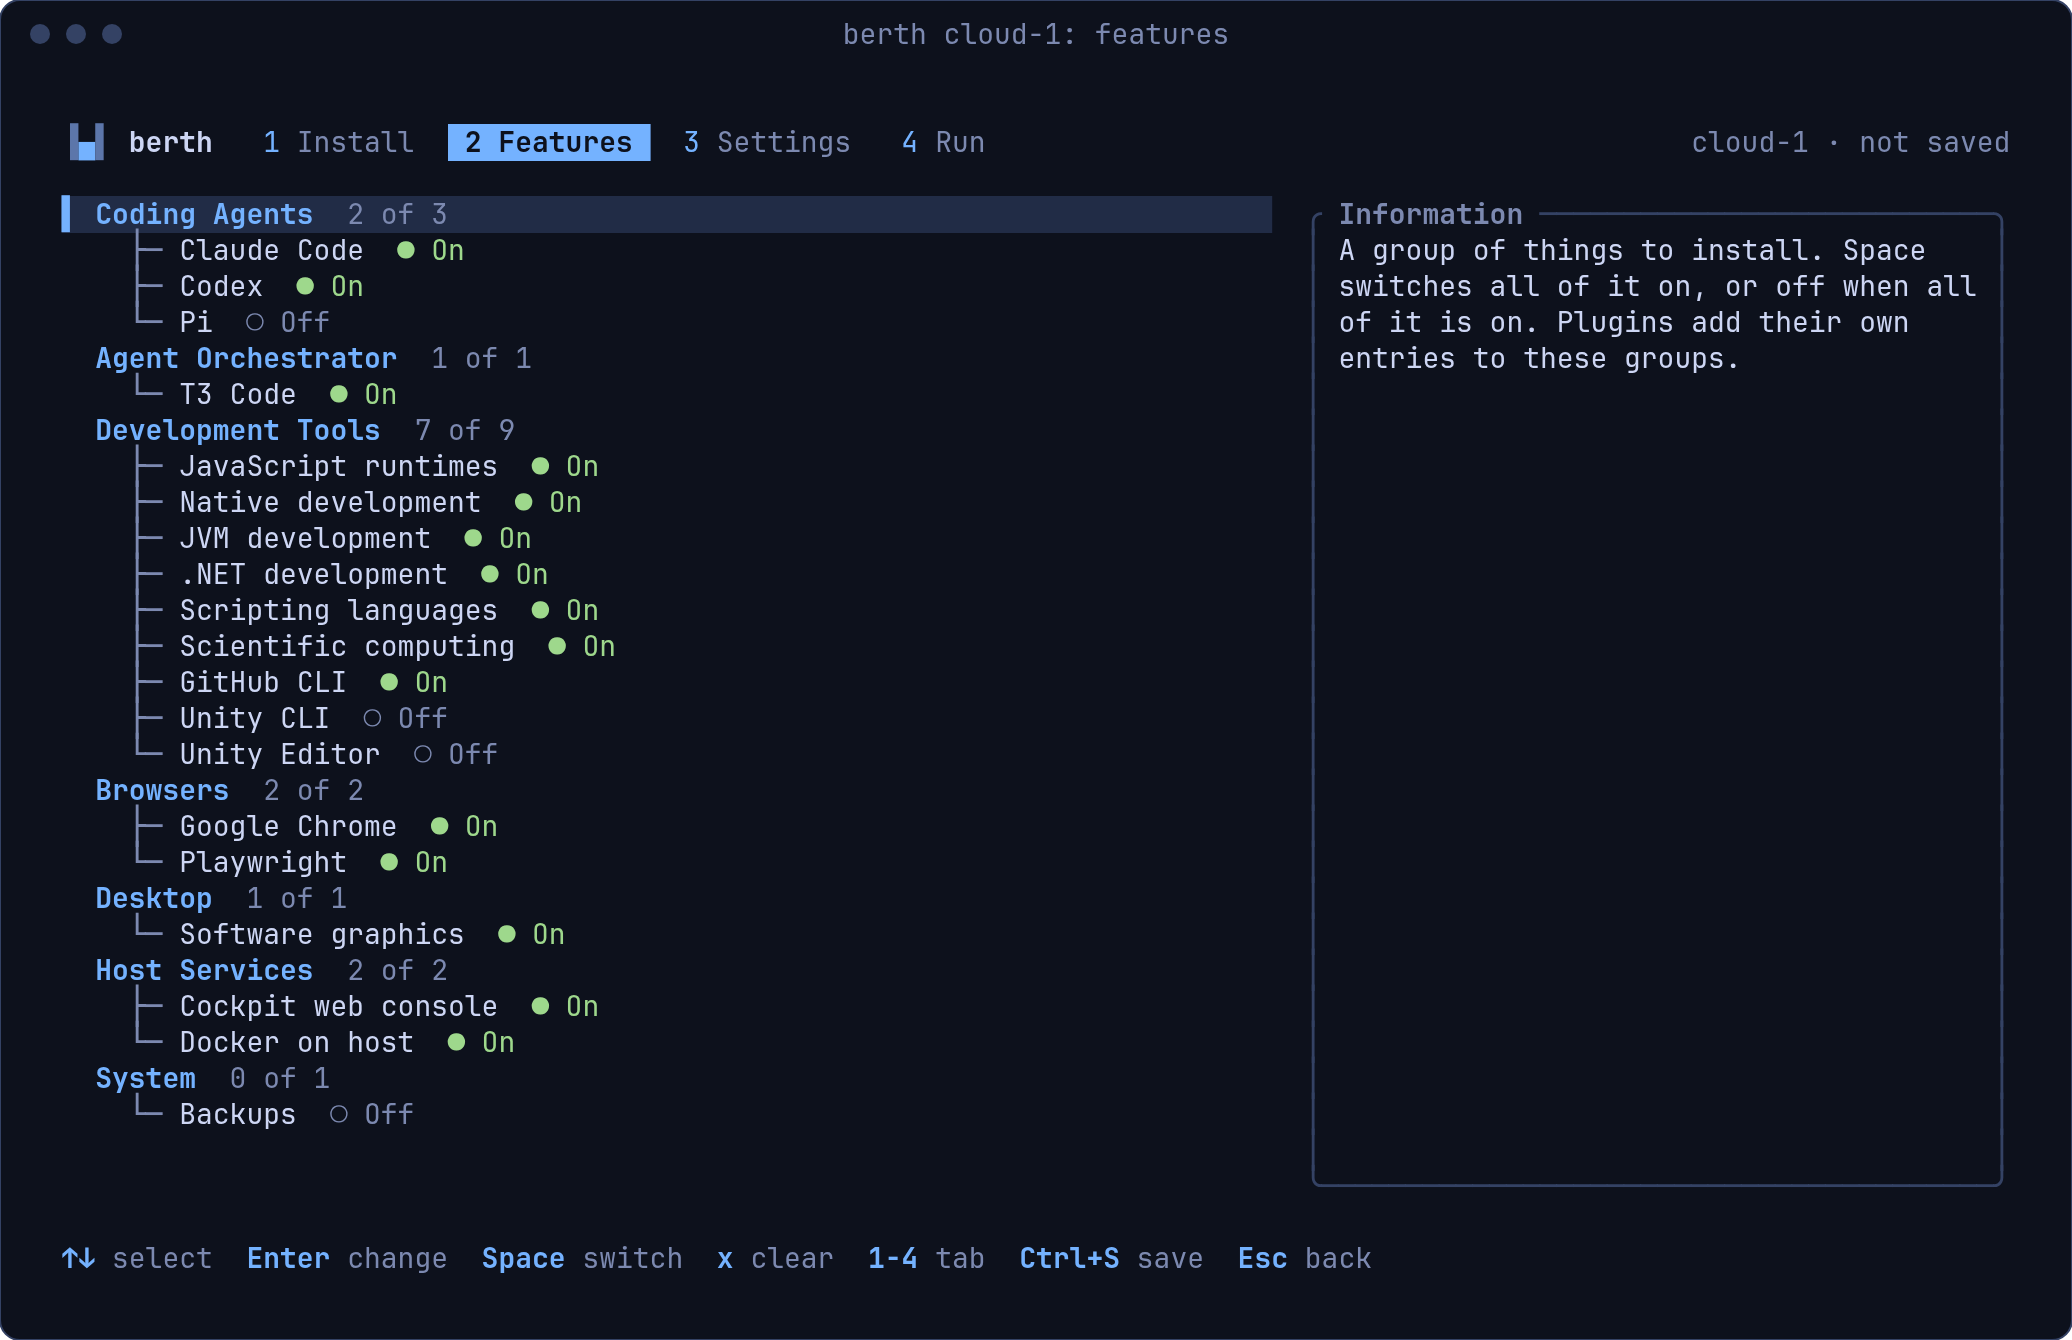 berth cloud-1: features
berth 1 Install 2 Features 3 Settings 4 Run cloud-1 · not saved
Coding Agents 2 of 3
├─ Claude Code ● On
├─ Codex ● On
└─ Pi ○ Off
Agent Orchestrator 1 of 1
└─ T3 Code ● On
Development Tools 7 of 9
├─ JavaScript runtimes ● On
├─ Native development ● On
├─ JVM development ● On
├─ .NET development ● On
├─ Scripting languages ● On
├─ Scientific computing ● On
├─ GitHub CLI ● On
├─ Unity CLI ○ Off
└─ Unity Editor ○ Off
Browsers 2 of 2
├─ Google Chrome ● On
└─ Playwright ● On
Desktop 1 of 1
└─ Software graphics ● On
Host Services 2 of 2
├─ Cockpit web console ● On
└─ Docker on host ● On
System 0 of 1
└─ Backups ○ Off
Information
A group of things to install. Space
switches all of it on, or off when all
of it is on. Plugins add their own
entries to these groups.
↑↓ select Enter change Space switch x clear 1-4 tab Ctrl+S save Esc back